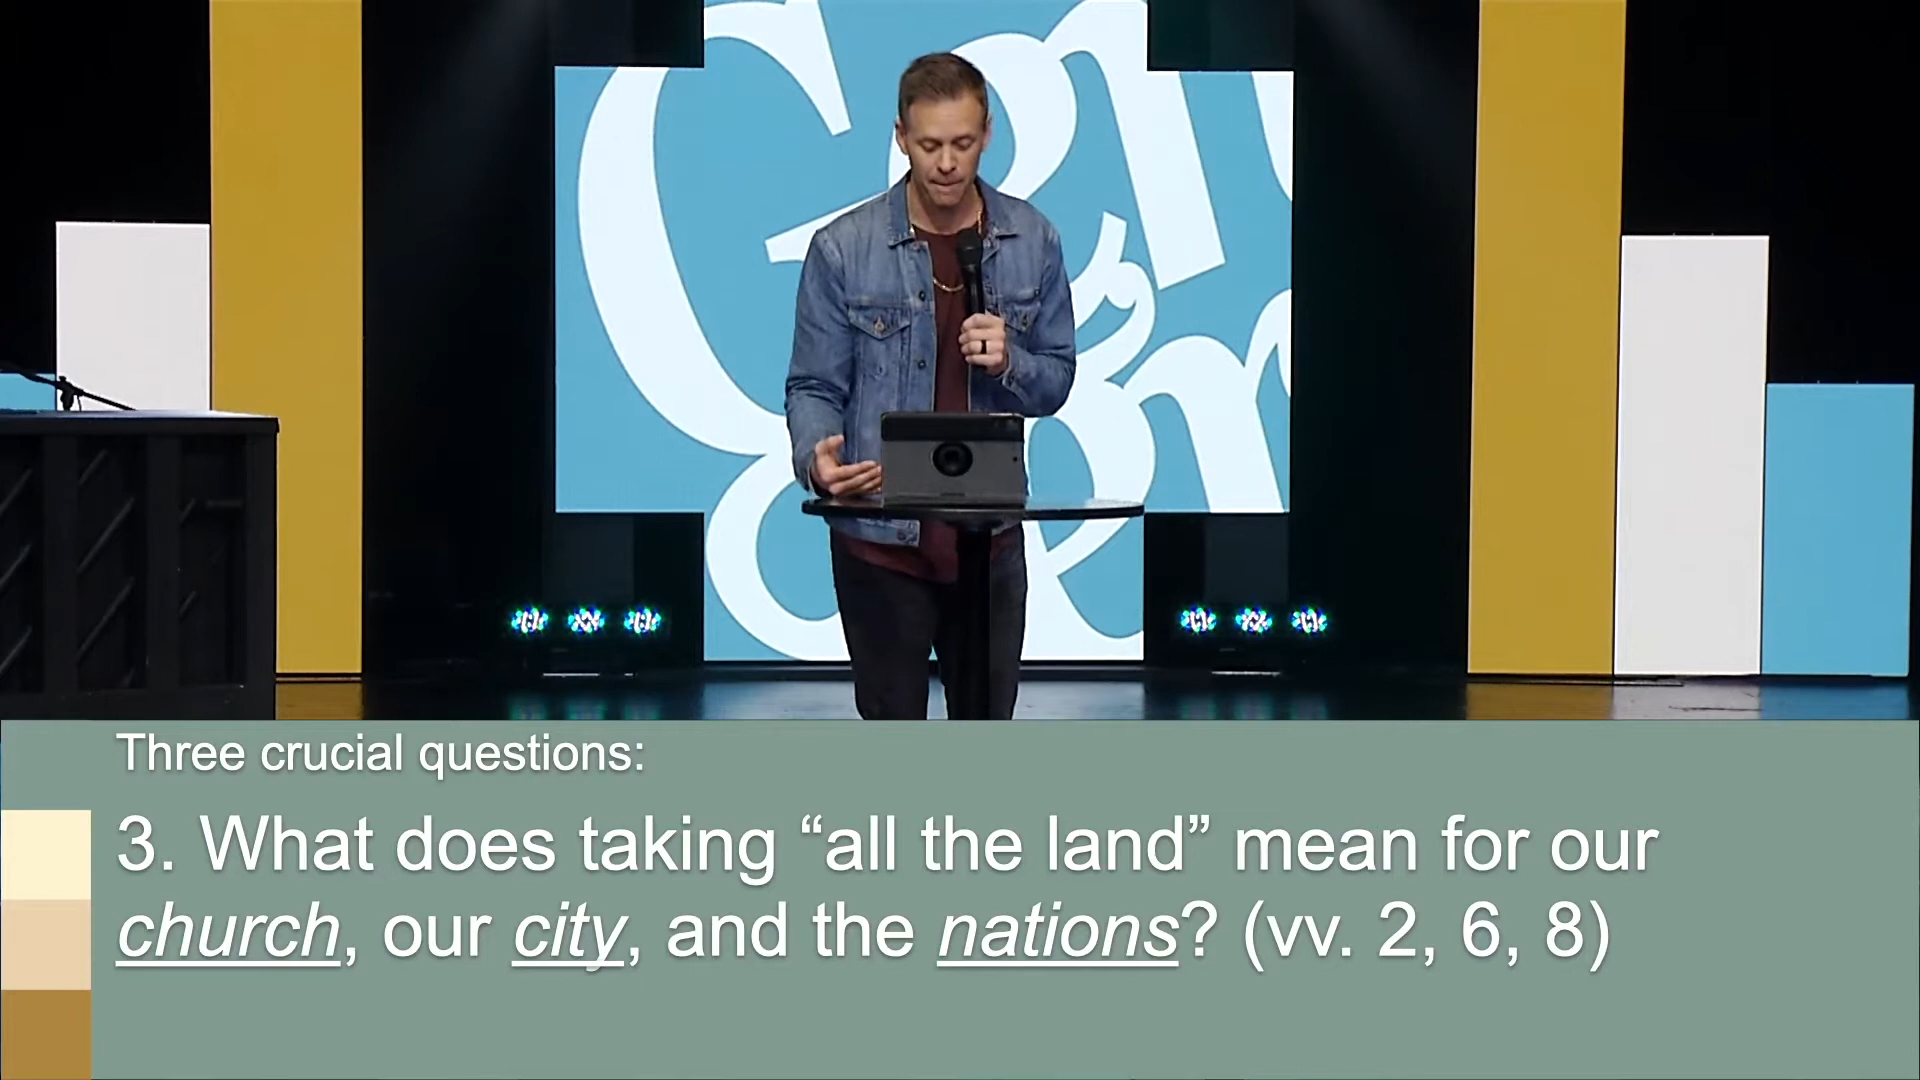 Three crucial questions:
3. What does taking “all the land” mean for our
church, our city, and the nations? (vv. 2, 6, 8)